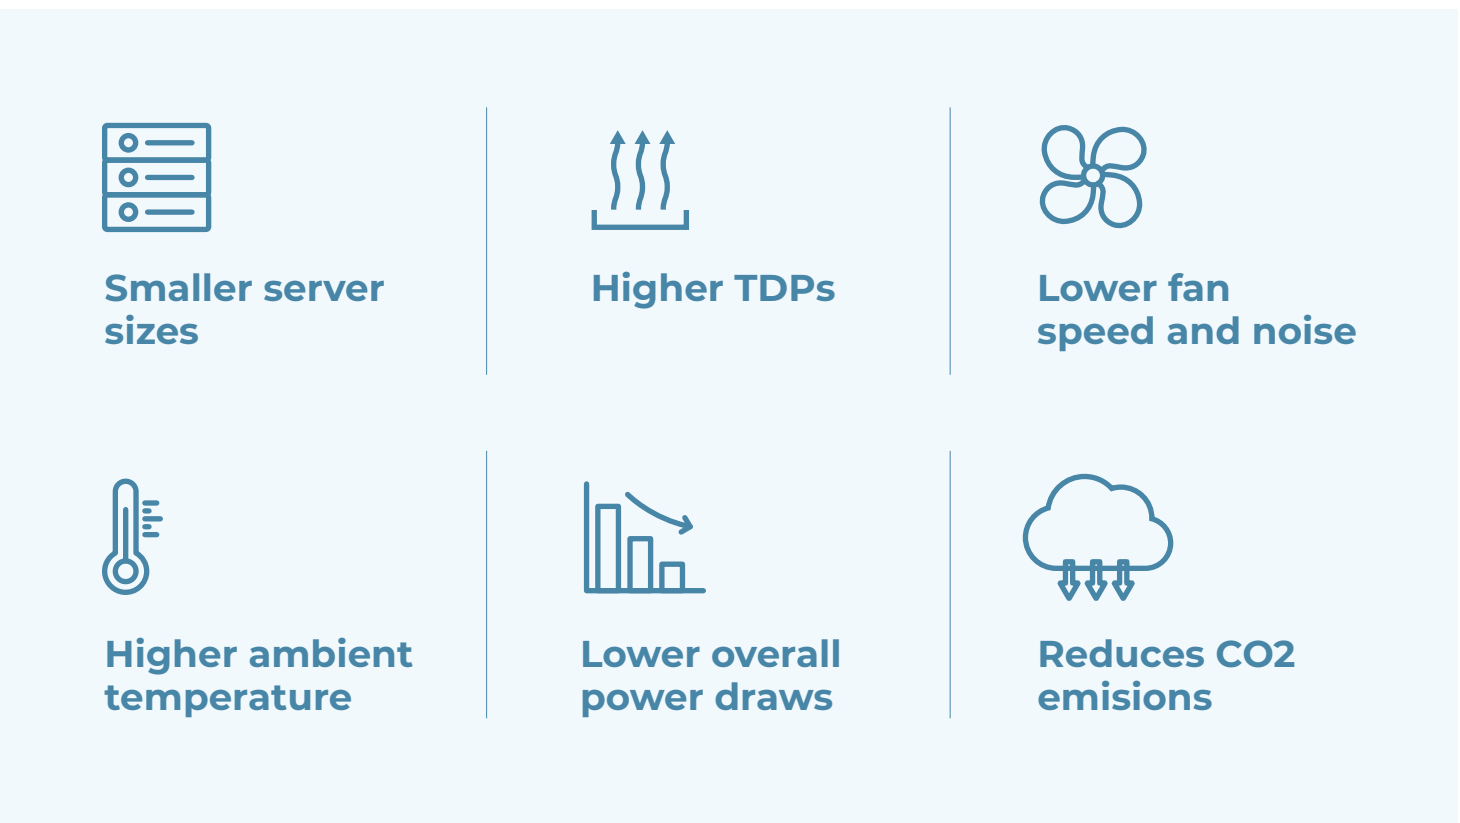 Smaller server
sizes
Higher TDPs
Lower fan
speed and noise
Higher ambient
temperature
Lower overall
power draws
Reduces CO2
emisions